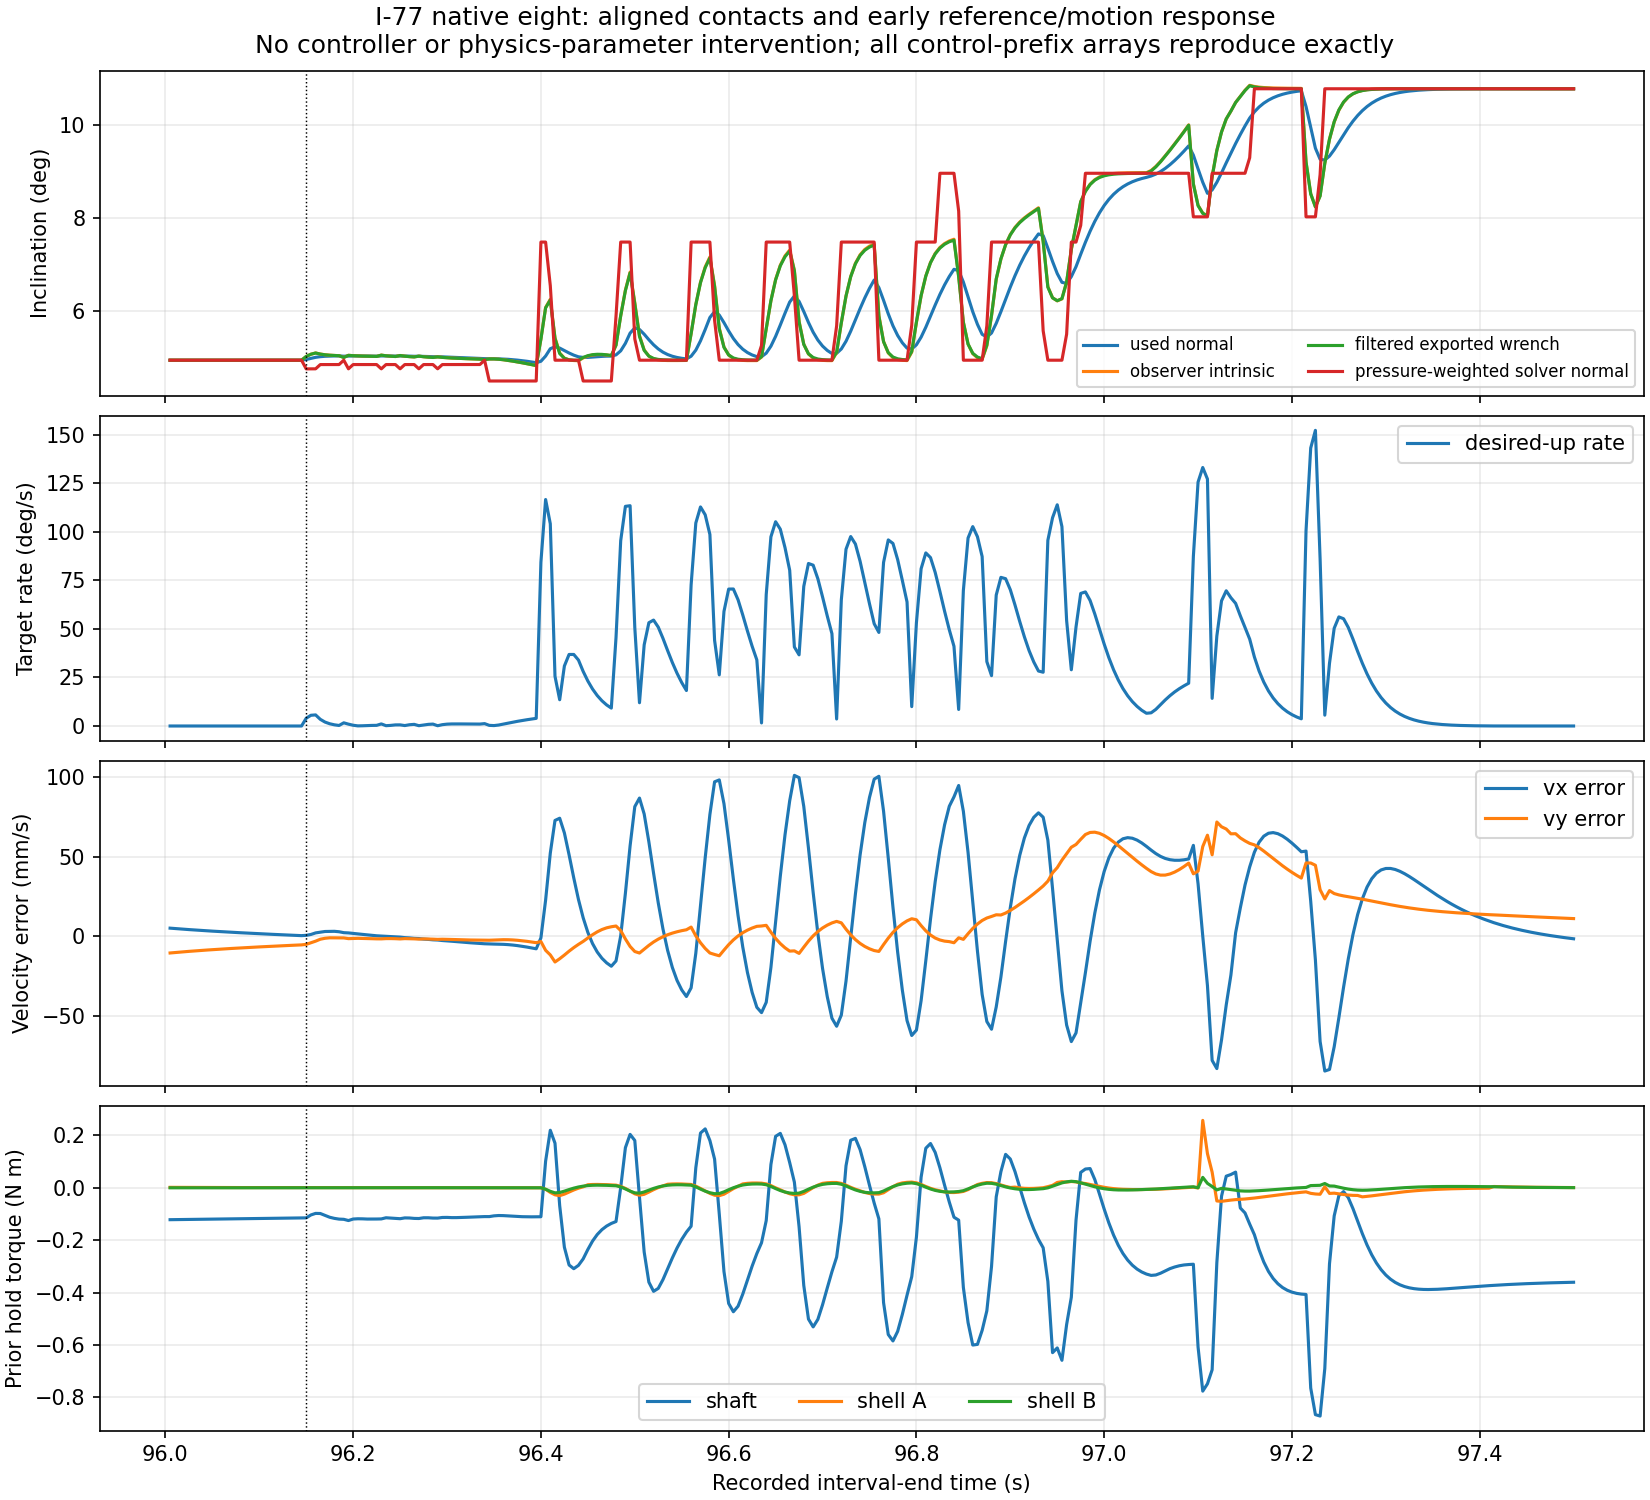 I-77 native eight: aligned contacts and early reference/motion response
No controller or physics-parameter intervention; all control-prefix arrays reproduce exactly
Inclination (deg)
10
8
6
used normal
observer intrinsic
filtered exported wrench
pressure-weighted solver normal
Target rate (deg/s)
150
125
100
75
50
25
0
desired-up rate
Velocity error (mm/s)
100
50
0
−50
vx error
vy error
Prior hold torque (N m)
0.2
0.0
−0.2
−0.4
−0.6
−0.8
shaft
shell A
shell B
96.0
96.2
96.4
96.6
96.8
97.0
97.2
97.4
Recorded interval-end time (s)